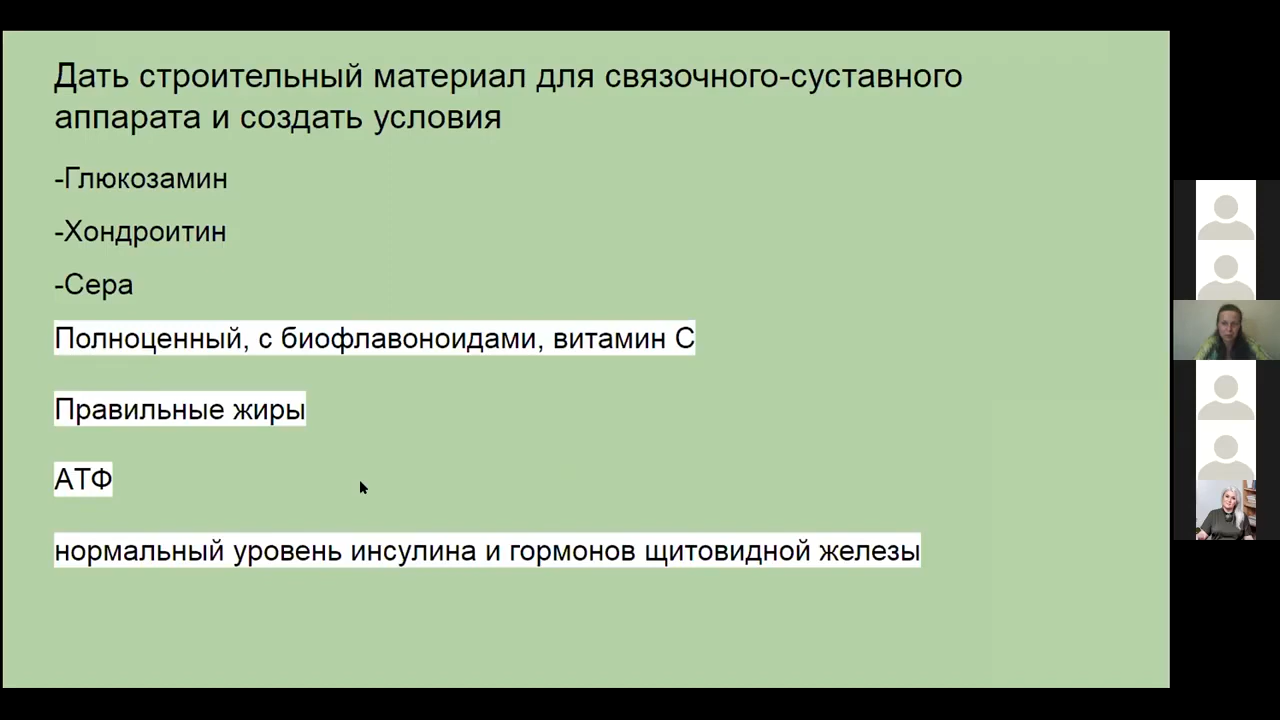 Дать строительный материал для связочного-суставного
аппарата и создать условия
-Глюкозамин
-Хондроитин
-Сера
Полноценный, с биофлавоноидами, витамин С
Правильные жиры
АТФ
нормальный уровень инсулина и гормонов щитовидной железы